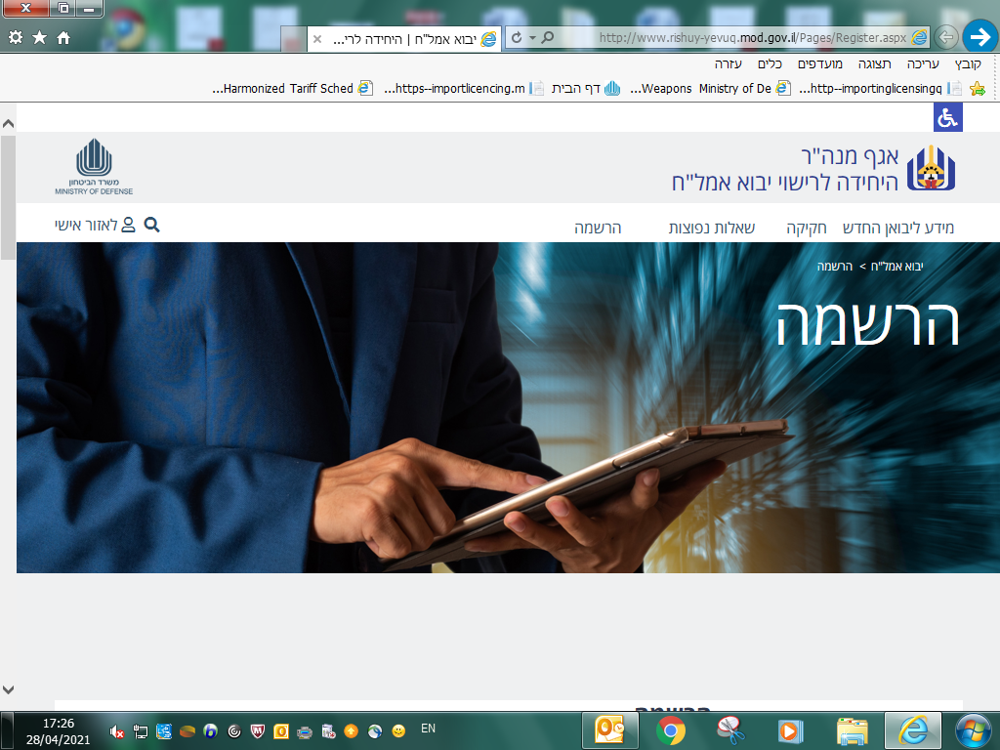 יבוא אמל"ח | היחידה לרי...
http://www.rishuy-yevuq.mod.gov.il/Pages/Register.aspx
קובץ עריכה תצוגה מועדפים כלים עזרה
http--importinglicensingq... Weapons Ministry of De... דף הבית https--importlicencing.m... Harmonized Tariff Sched...
אגף מנה"ר
היחידה לרישוי יבוא אמל"ח
משרד הביטחון
MINISTRY OF DEFENSE
מידע ליבואן החדש חקיקה שאלות נפוצות הרשמה לאזור אישי
יבוא אמל"ח > הרשמה
הרשמה
EN
17:26
28/04/2021